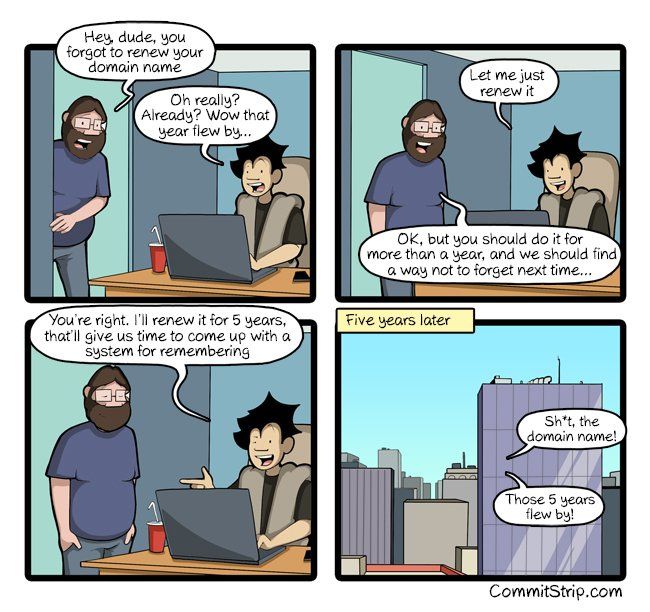 Hey, dude, you
forgot to renew your
domain name
Oh really?
Already? Wow that
year flew by...
Let me just
renew it
OK, but you should do it for
more than a year, and we should find
a way not to forget next time...
You're right. I'll renew it for 5 years,
that'll give us time to come up with a
system for remembering
Five years later
Sh*t, the
domain name!
Those 5 years
flew by!
CommitStrip.com